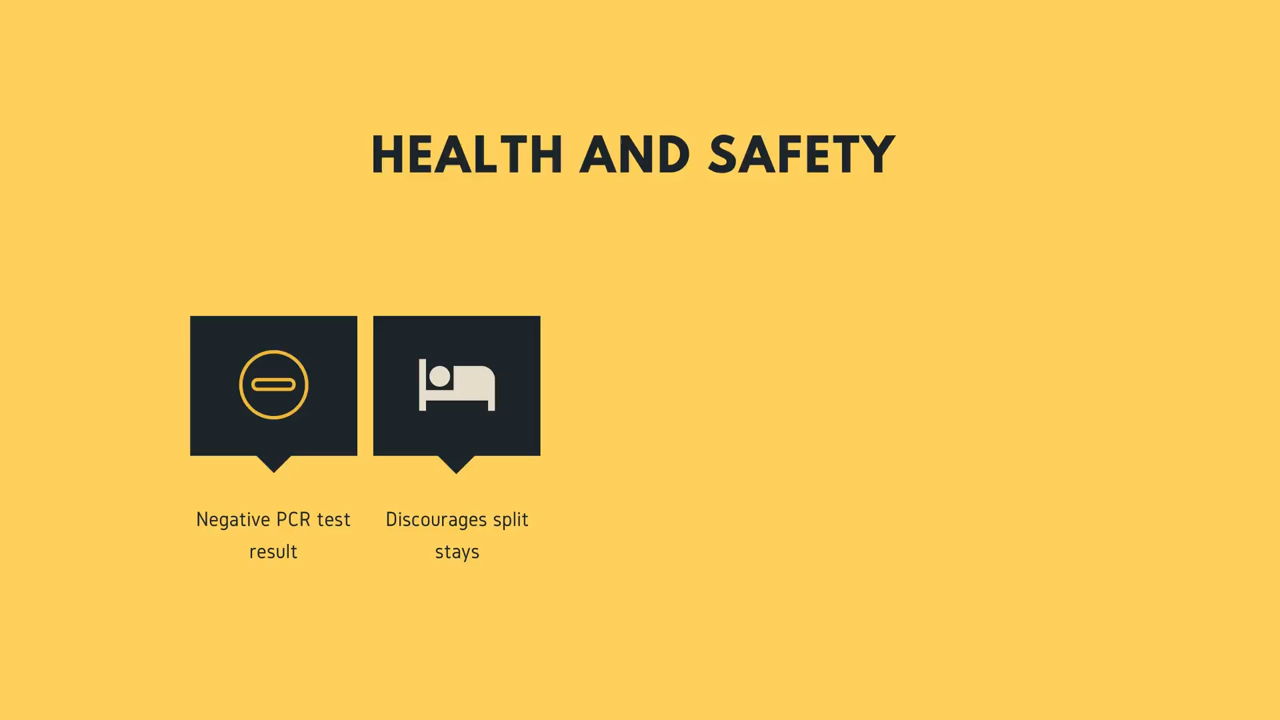 HEALTH AND SAFETY
Negative PCR test
result
Discourages split
stays